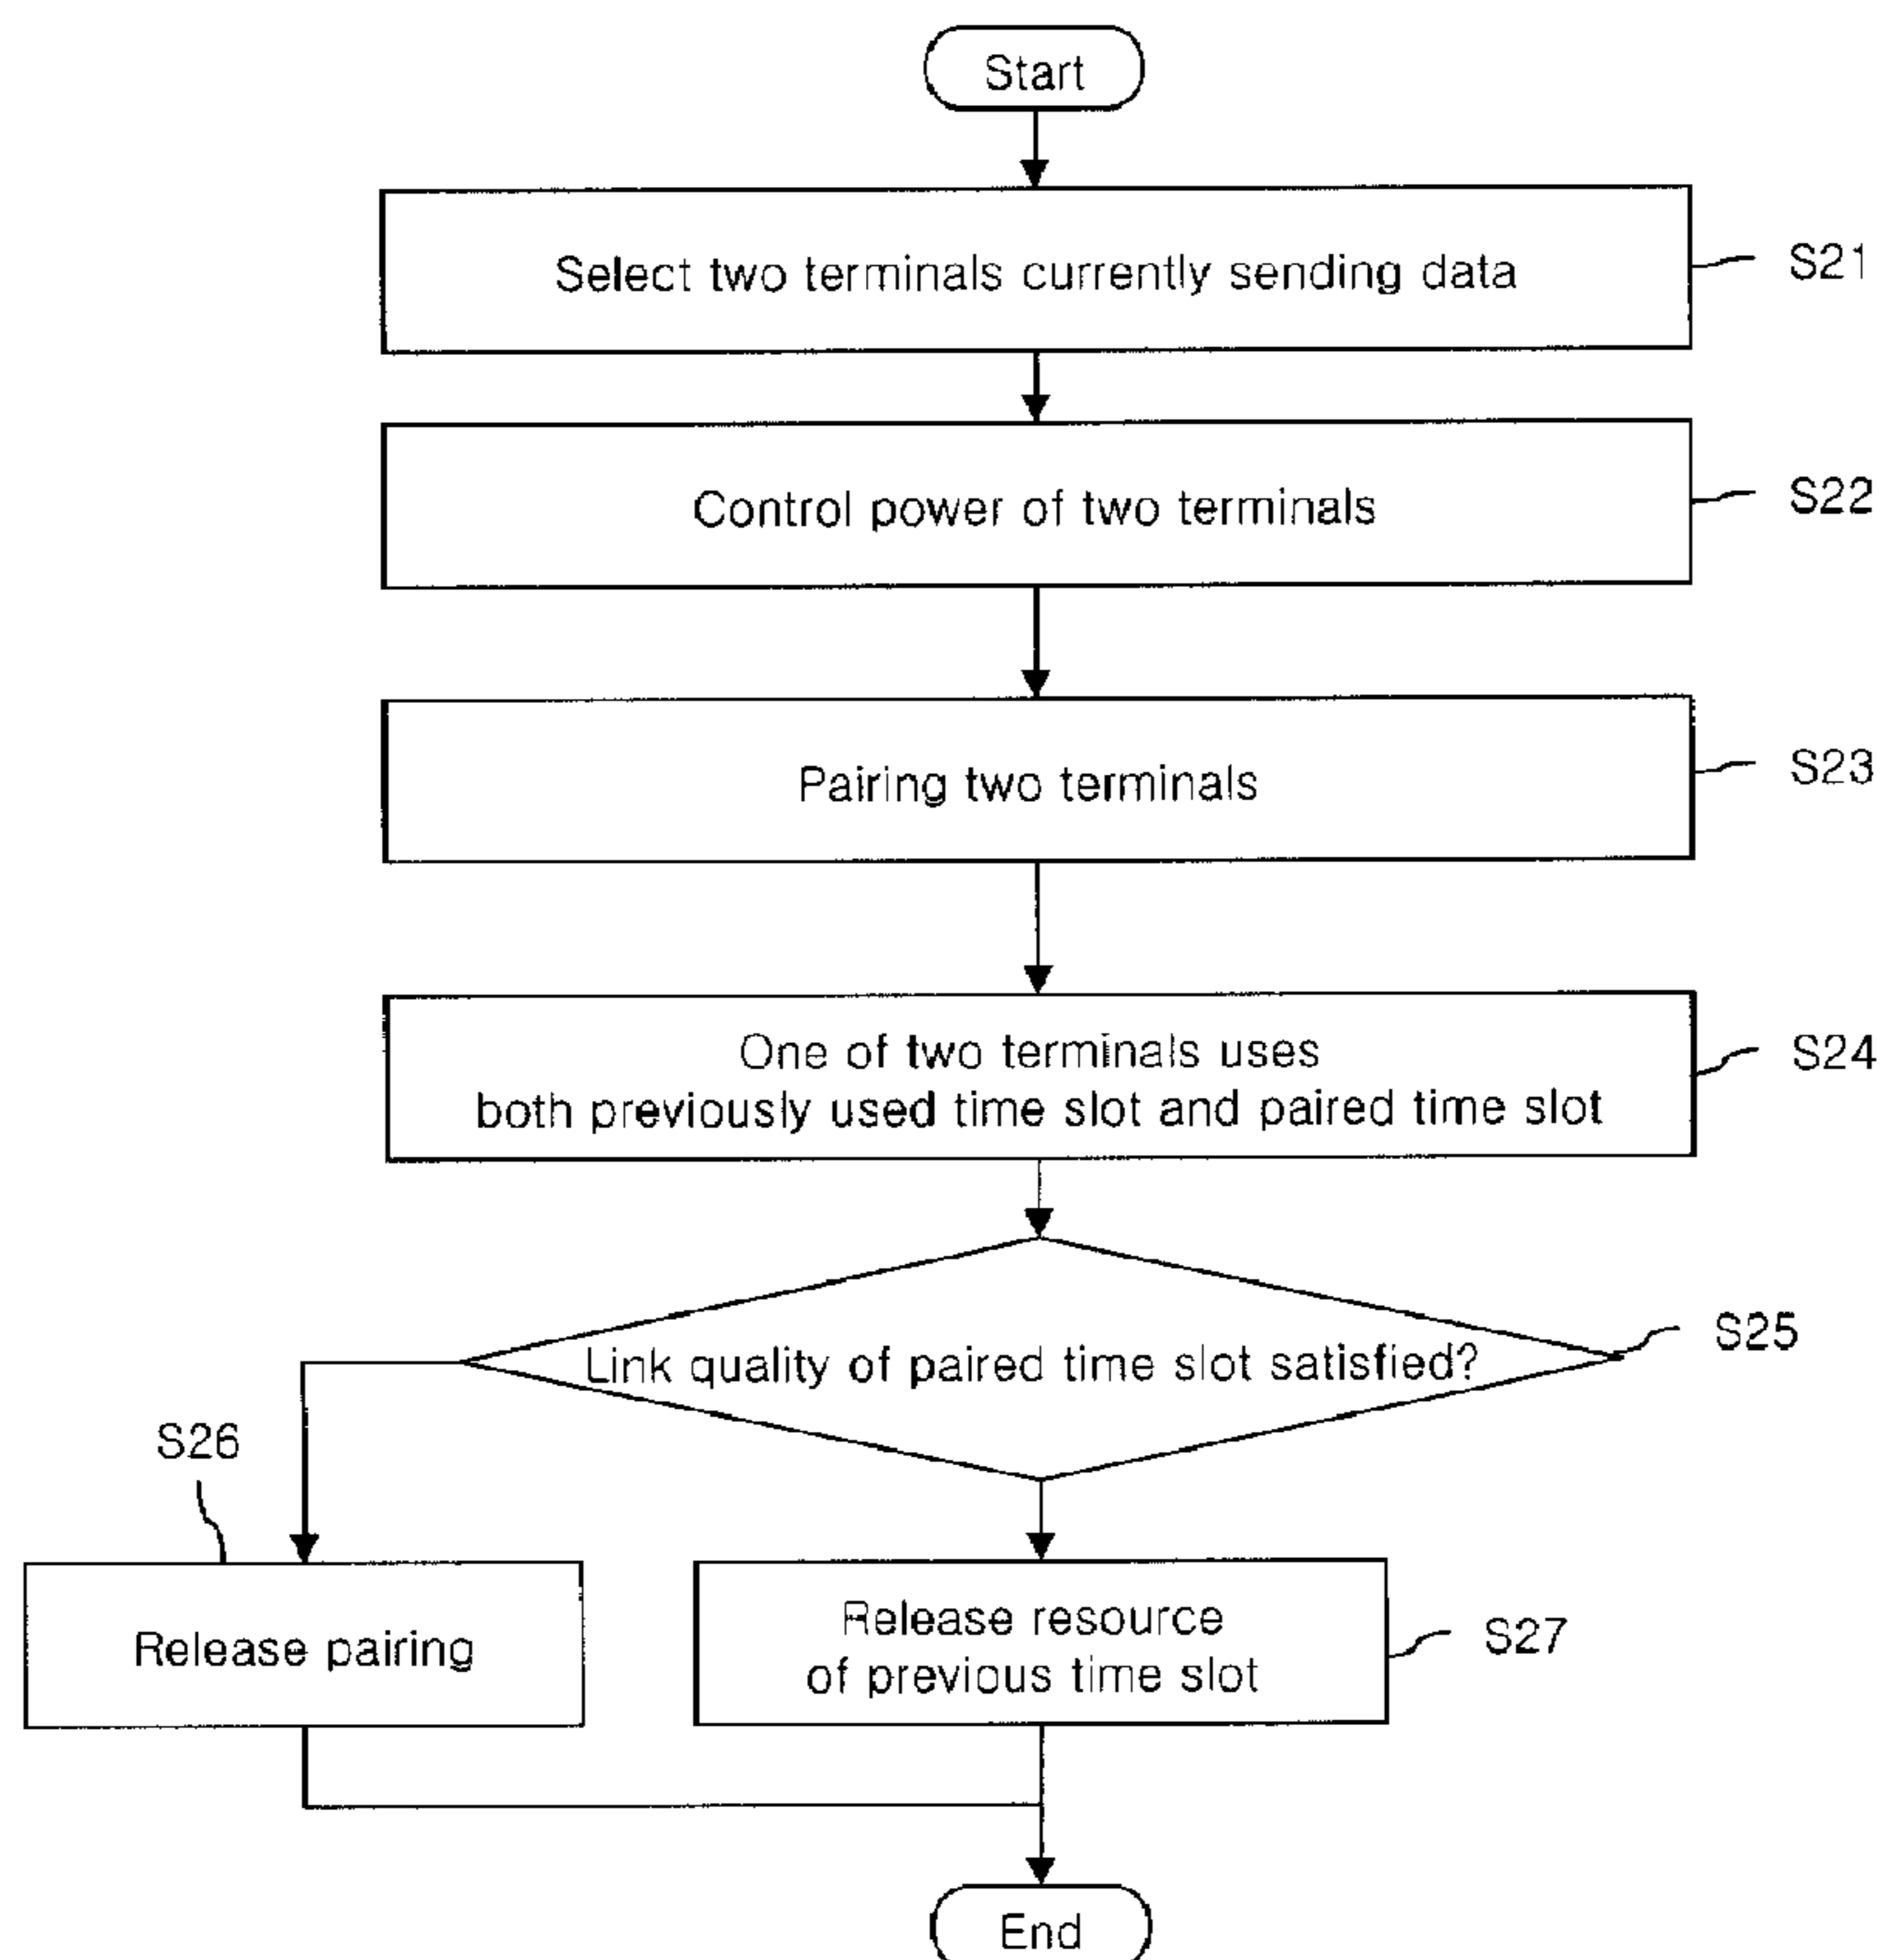 Start
Select two terminals currently sending data
S21
Control power of two terminals
S22
Pairing two terminals
S23
One of two terminals uses
both previously used time slot and paired time slot
S24
Link quality of paired time slot satisfied?
S25
S26
Release pairing
Release resource
of previous time slot
S27
End